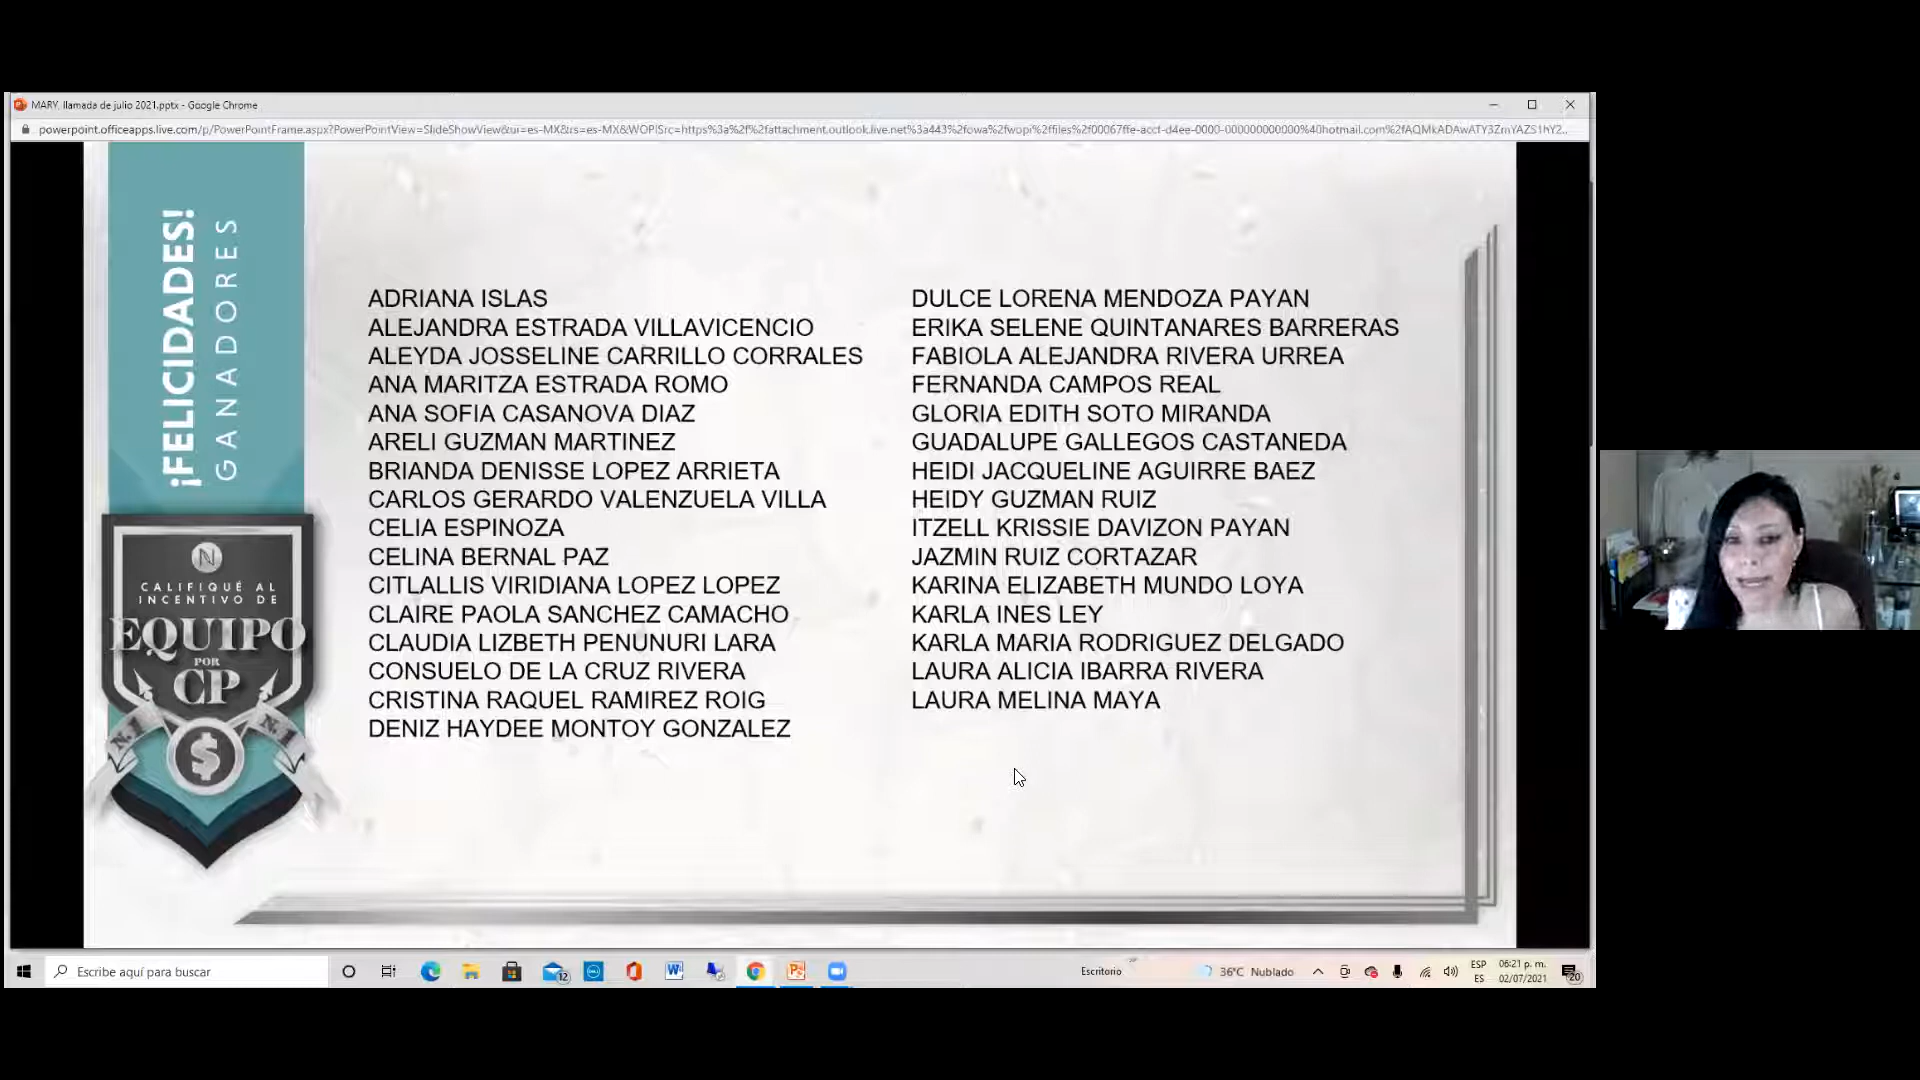 MARY, llamada de julio 2021.pptx - Google Chrome
¡FELICIDADES!
GANADORES
CALIFIQUÉ AL
INCENTIVO DE
EQUIPO
POR
CP
N. 1
N. 1
$
ADRIANA ISLAS
ALEJANDRA ESTRADA VILLAVICENCIO
ALEYDA JOSSELINE CARRILLO CORRALES
ANA MARITZA ESTRADA ROMO
ANA SOFIA CASANOVA DIAZ
ARELI GUZMAN MARTINEZ
BRIANDA DENISSE LOPEZ ARRIETA
CARLOS GERARDO VALENZUELA VILLA
CELIA ESPINOZA
CELINA BERNAL PAZ
CITLALLIS VIRIDIANA LOPEZ LOPEZ
CLAIRE PAOLA SANCHEZ CAMACHO
CLAUDIA LIZBETH PENUNURI LARA
CONSUELO DE LA CRUZ RIVERA
CRISTINA RAQUEL RAMIREZ ROIG
DENIZ HAYDEE MONTOY GONZALEZ
DULCE LORENA MENDOZA PAYAN
ERIKA SELENE QUINTANARES BARRERAS
FABIOLA ALEJANDRA RIVERA URREA
FERNANDA CAMPOS REAL
GLORIA EDITH SOTO MIRANDA
GUADALUPE GALLEGOS CASTANEDA
HEIDI JACQUELINE AGUIRRE BAEZ
HEIDY GUZMAN RUIZ
ITZELL KRISSIE DAVIZON PAYAN
JAZMIN RUIZ CORTAZAR
KARINA ELIZABETH MUNDO LOYA
KARLA INES LEY
KARLA MARIA RODRIGUEZ DELGADO
LAURA ALICIA IBARRA RIVERA
LAURA MELINA MAYA
Escribe aquí para buscar
Escritorio
36°C Nublado
ESP
ES
06:21 p. m.
02/07/2021